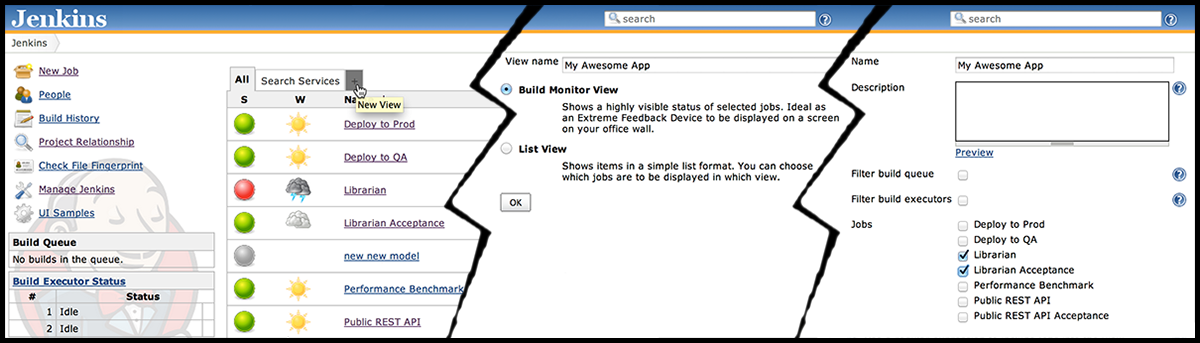 Jenkins
Jenkins
New Job
People
Build History
Project Relationship
Check File Fingerprint
Manage Jenkins
UI Samples
Build Queue
No builds in the queue.
Build Executor Status
# Status
1 Idle
2 Idle
All Search Services +
New View
S W
Deploy to Prod
Deploy to QA
Librarian
Librarian Acceptance
new new model
Performance Benchmark
Public REST API
search ?
View name My Awesome App
Build Monitor View
Shows a highly visible status of selected jobs. Ideal as
an Extreme Feedback Device to be displayed on a screen
on your office wall.
List View
Shows items in a simple list format. You can choose
which jobs are to be displayed in which view.
OK
search ?
Name My Awesome App
Description ?
Preview
Filter build queue ?
Filter build executors ?
Jobs
Deploy to Prod
Deploy to QA
Librarian
Librarian Acceptance
Performance Benchmark
Public REST API
Public REST API Acceptance